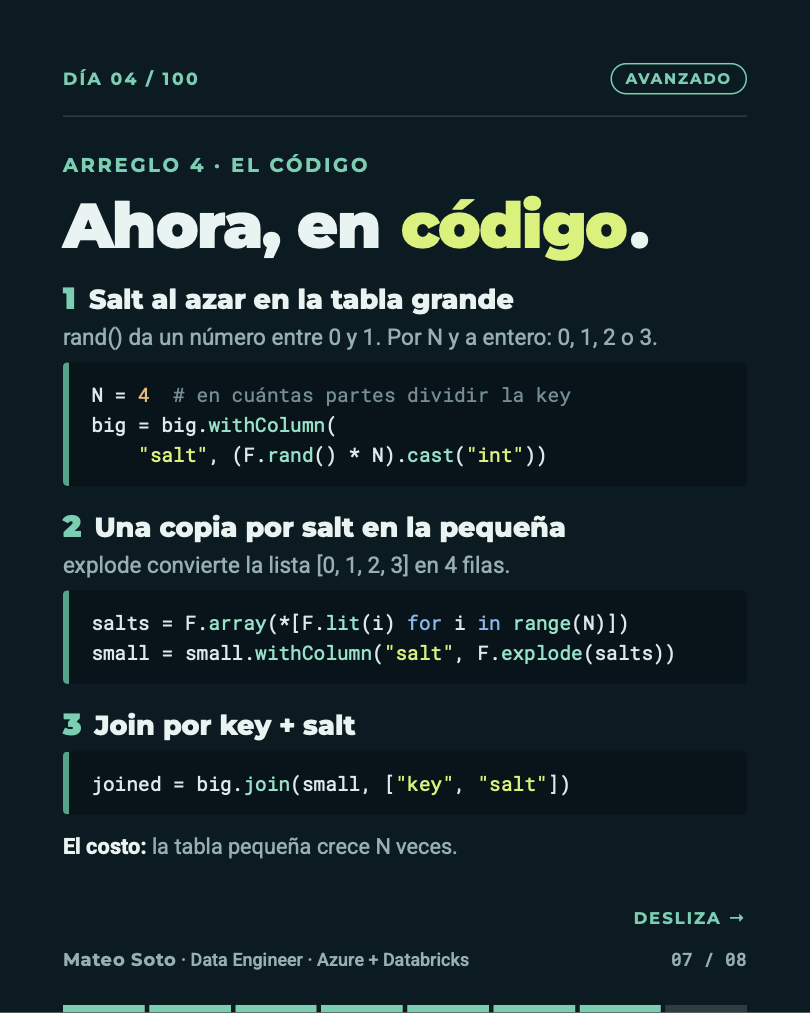 DÍA 04 / 100
AVANZADO
ARREGLO 4 · EL CÓDIGO
Ahora, en código.
1 Salt al azar en la tabla grande
rand() da un número entre 0 y 1. Por N y a entero: 0, 1, 2 o 3.
N = 4  # en cuántas partes dividir la key
big = big.withColumn(
    "salt", (F.rand() * N).cast("int"))
2 Una copia por salt en la pequeña
explode convierte la lista [0, 1, 2, 3] en 4 filas.
salts = F.array(*[F.lit(i) for i in range(N)])
small = small.withColumn("salt", F.explode(salts))
3 Join por key + salt
joined = big.join(small, ["key", "salt"])
El costo: la tabla pequeña crece N veces.
DESLIZA →
Mateo Soto · Data Engineer · Azure + Databricks
07 / 08